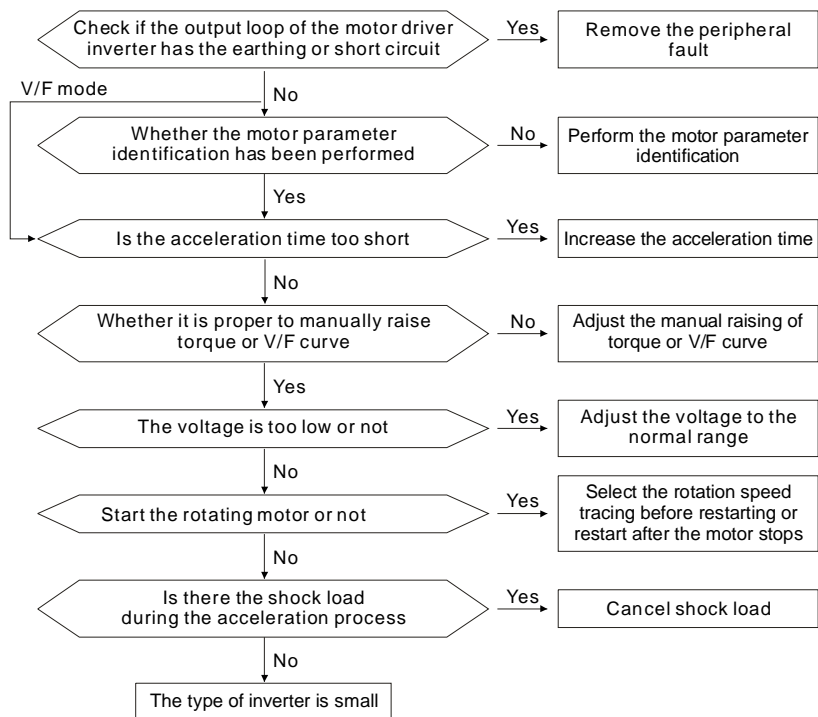 Check if the output loop of the motor driver
inverter has the earthing or short circuit
Yes
Remove the peripheral
fault
V/F mode
No
Whether the motor parameter
identification has been performed
No
Perform the motor parameter
identification
Yes
Is the acceleration time too short
Yes
Increase the acceleration time
No
Whether it is proper to manually raise
torque or V/F curve
No
Adjust the manual raising of
torque or V/F curve
Yes
The voltage is too low or not
Yes
Adjust the voltage to the
normal range
No
Start the rotating motor or not
Yes
Select the rotation speed
tracing before restarting or
restart after the motor stops
No
Is there the shock load
during the acceleration process
Yes
Cancel shock load
No
The type of inverter is small